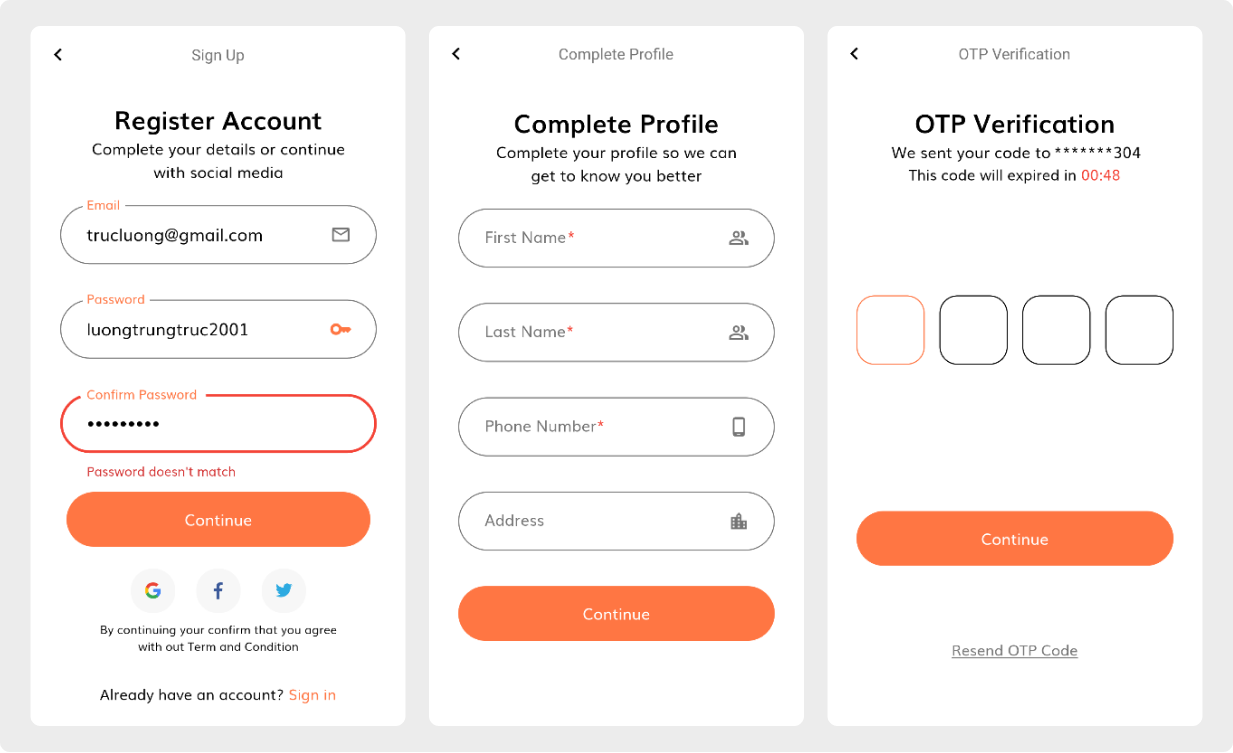 Sign Up
Register Account
Complete your details or continue
with social media
Email
trucluong@gmail.com
Password
luongtrungtruc2001
Confirm Password
•••••••••
Password doesn't match
Continue
By continuing your confirm that you agree
with out Term and Condition
Already have an account? Sign in
Complete Profile
Complete Profile
Complete your profile so we can
get to know you better
First Name*
Last Name*
Phone Number*
Address
Continue
OTP Verification
OTP Verification
We sent your code to *******304
This code will expired in 00:48
Continue
Resend OTP Code